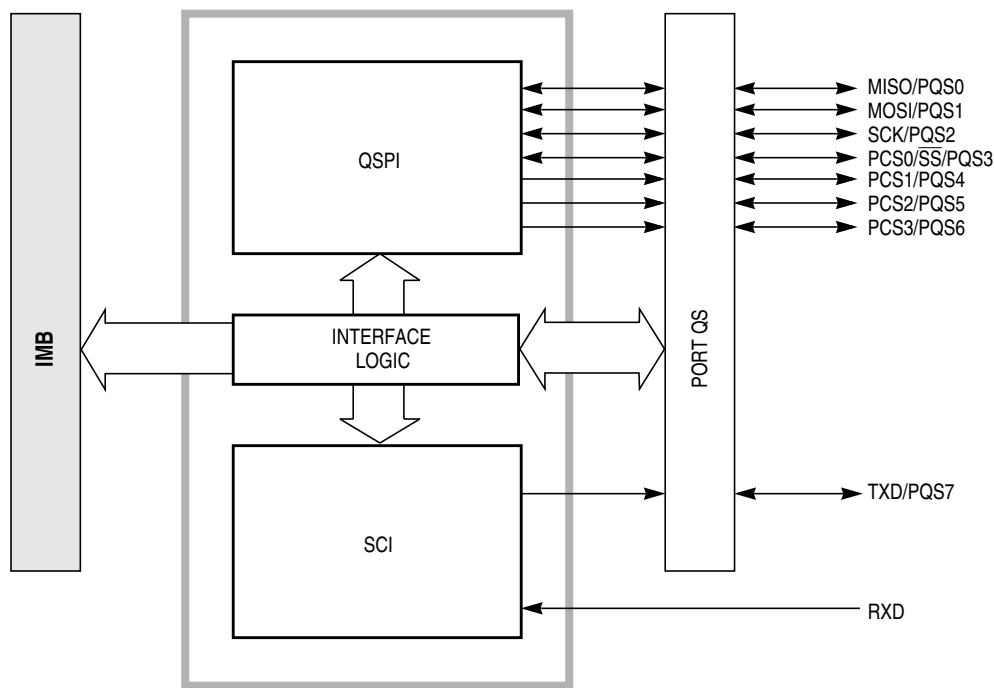 IMB
QSPI
INTERFACE
LOGIC
SCI
PORT QS
MISO/PQS0
MOSI/PQS1
SCK/PQS2
PCS0/S̅S̅/PQS3
PCS1/PQS4
PCS2/PQS5
PCS3/PQS6
TXD/PQS7
RXD